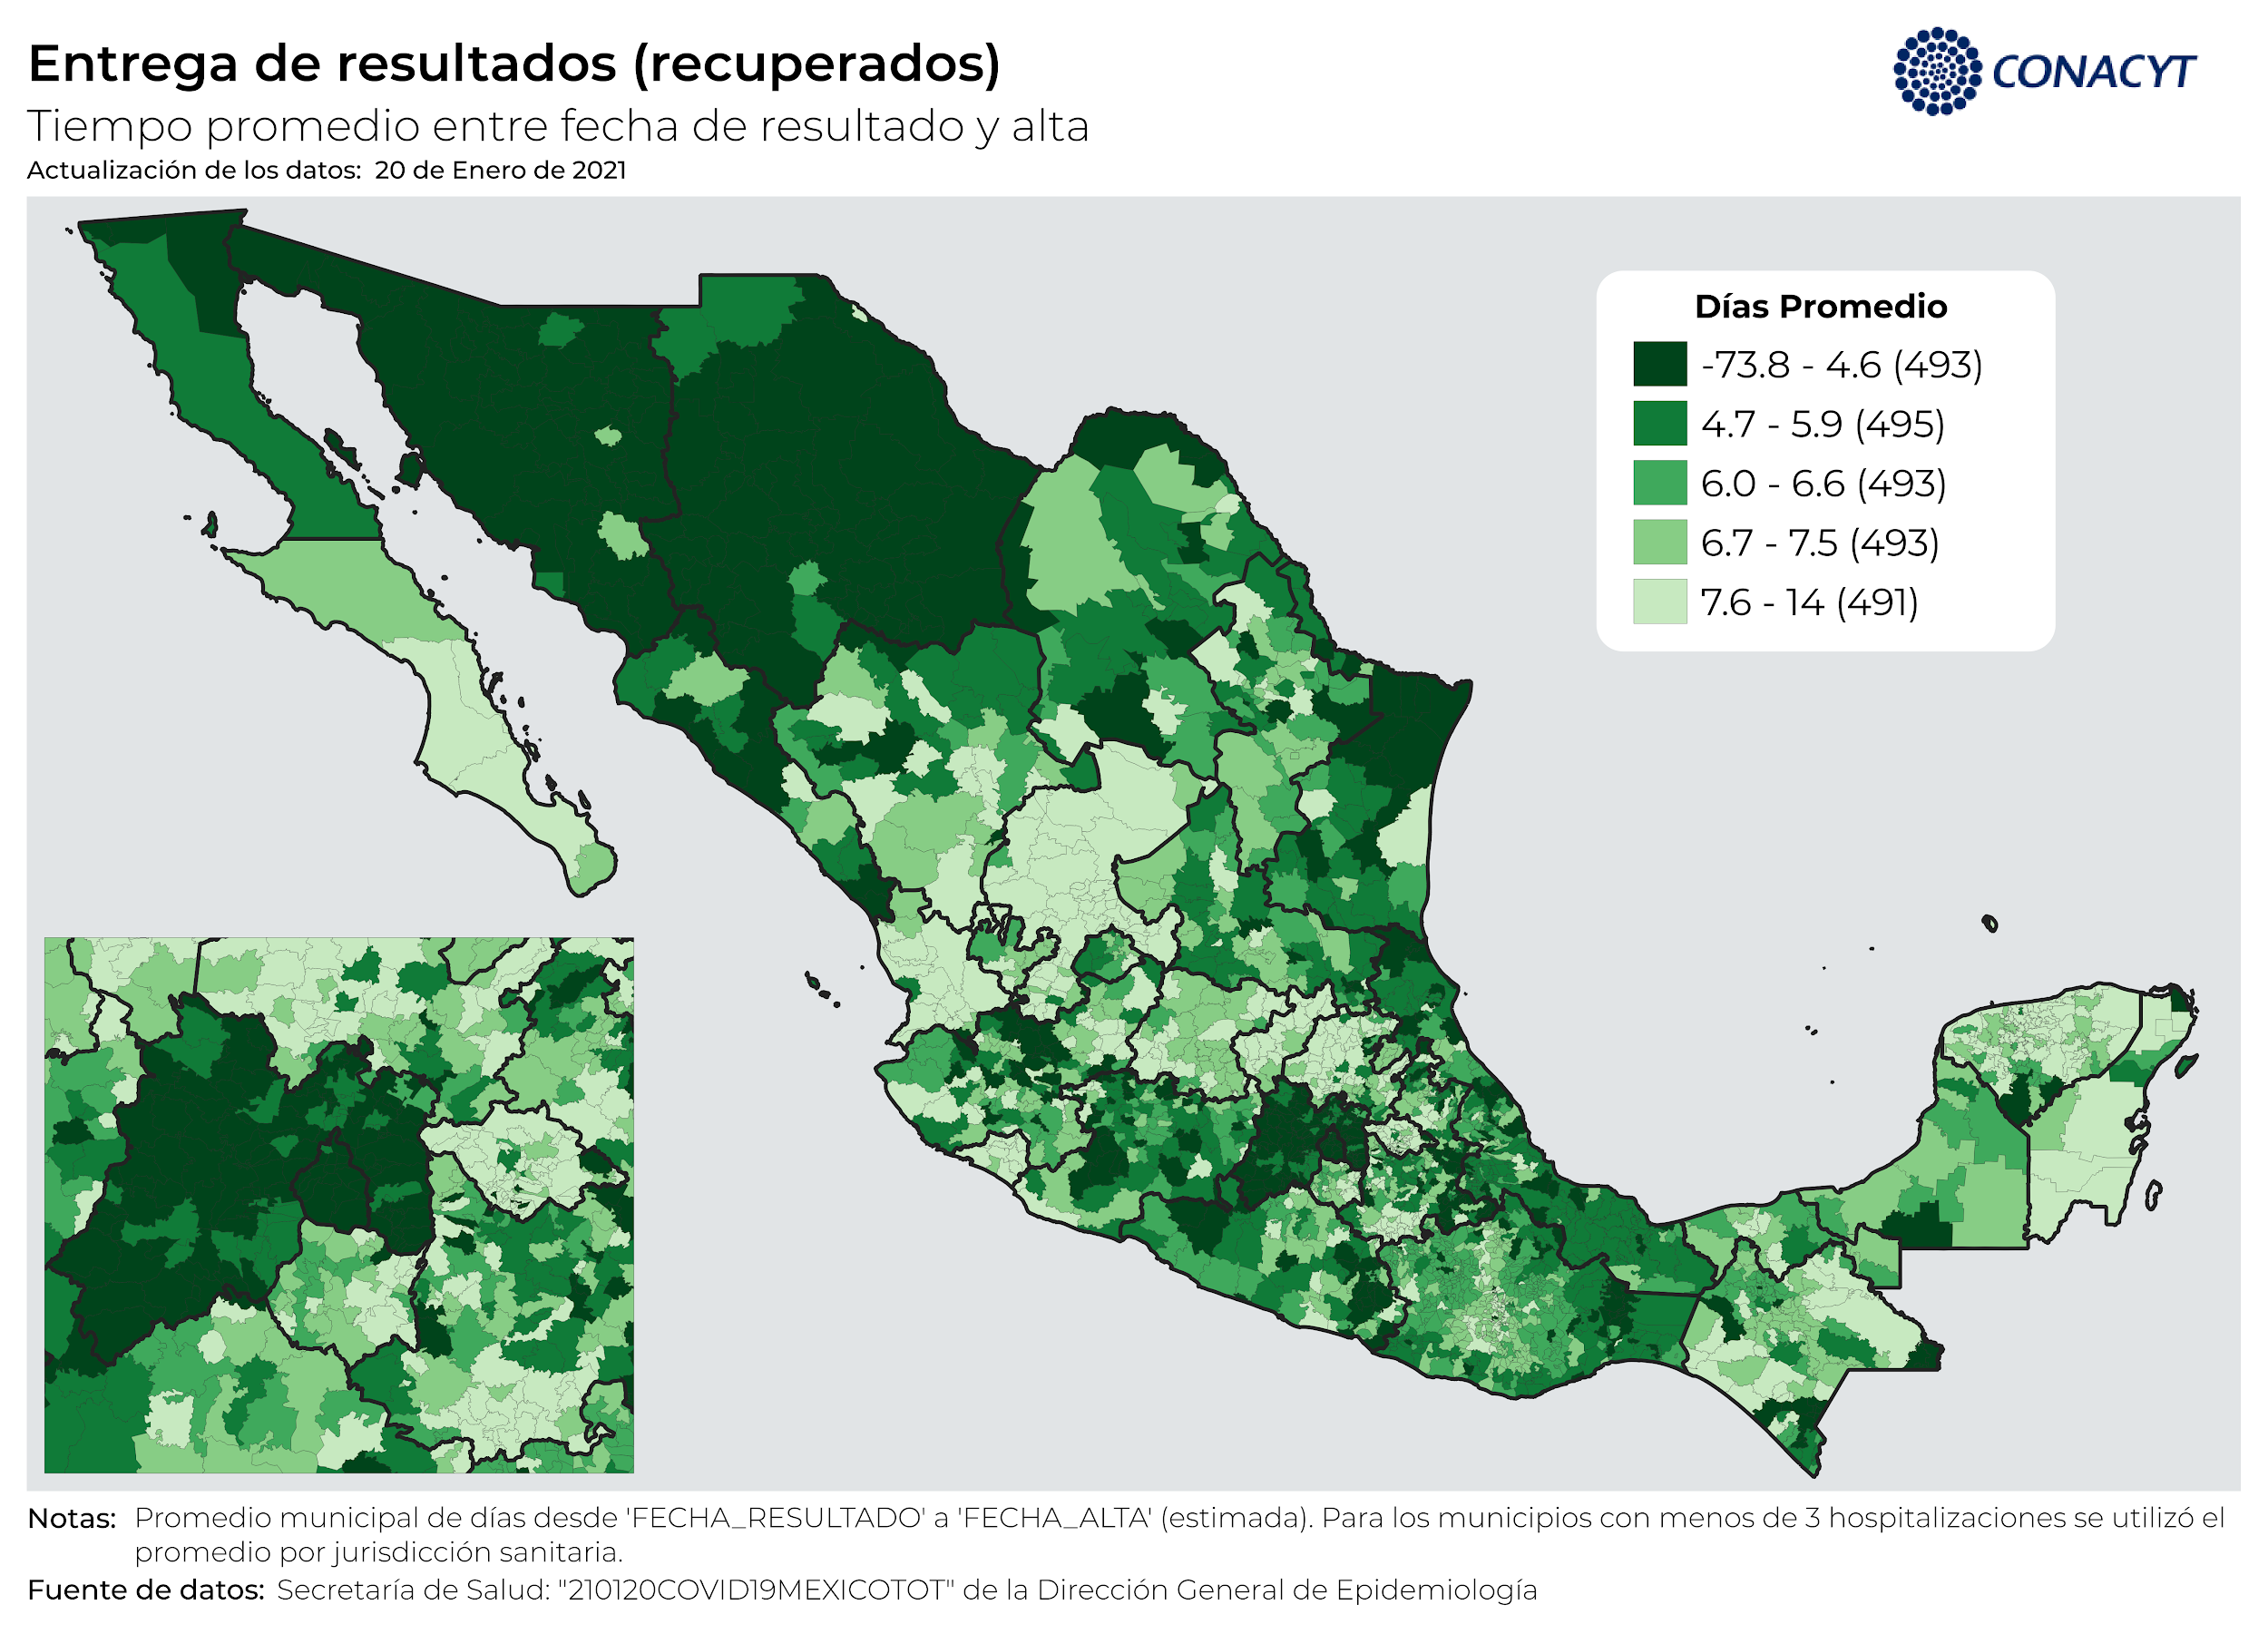 Entrega de resultados (recuperados)
CONACYT
Tiempo promedio entre fecha de resultado y alta
Actualización de los datos: 20 de Enero de 2021
Días Promedio
-73.8 - 4.6 (493)
4.7 - 5.9 (495)
6.0 - 6.6 (493)
6.7 - 7.5 (493)
7.6 - 14 (491)
Notas: Promedio municipal de días desde 'FECHA_RESULTADO' a 'FECHA_ALTA' (estimada). Para los municipios con menos de 3 hospitalizaciones se utilizó el
promedio por jurisdicción sanitaria.
Fuente de datos: Secretaría de Salud: "210120COVID19MEXICOTOT" de la Dirección General de Epidemiología